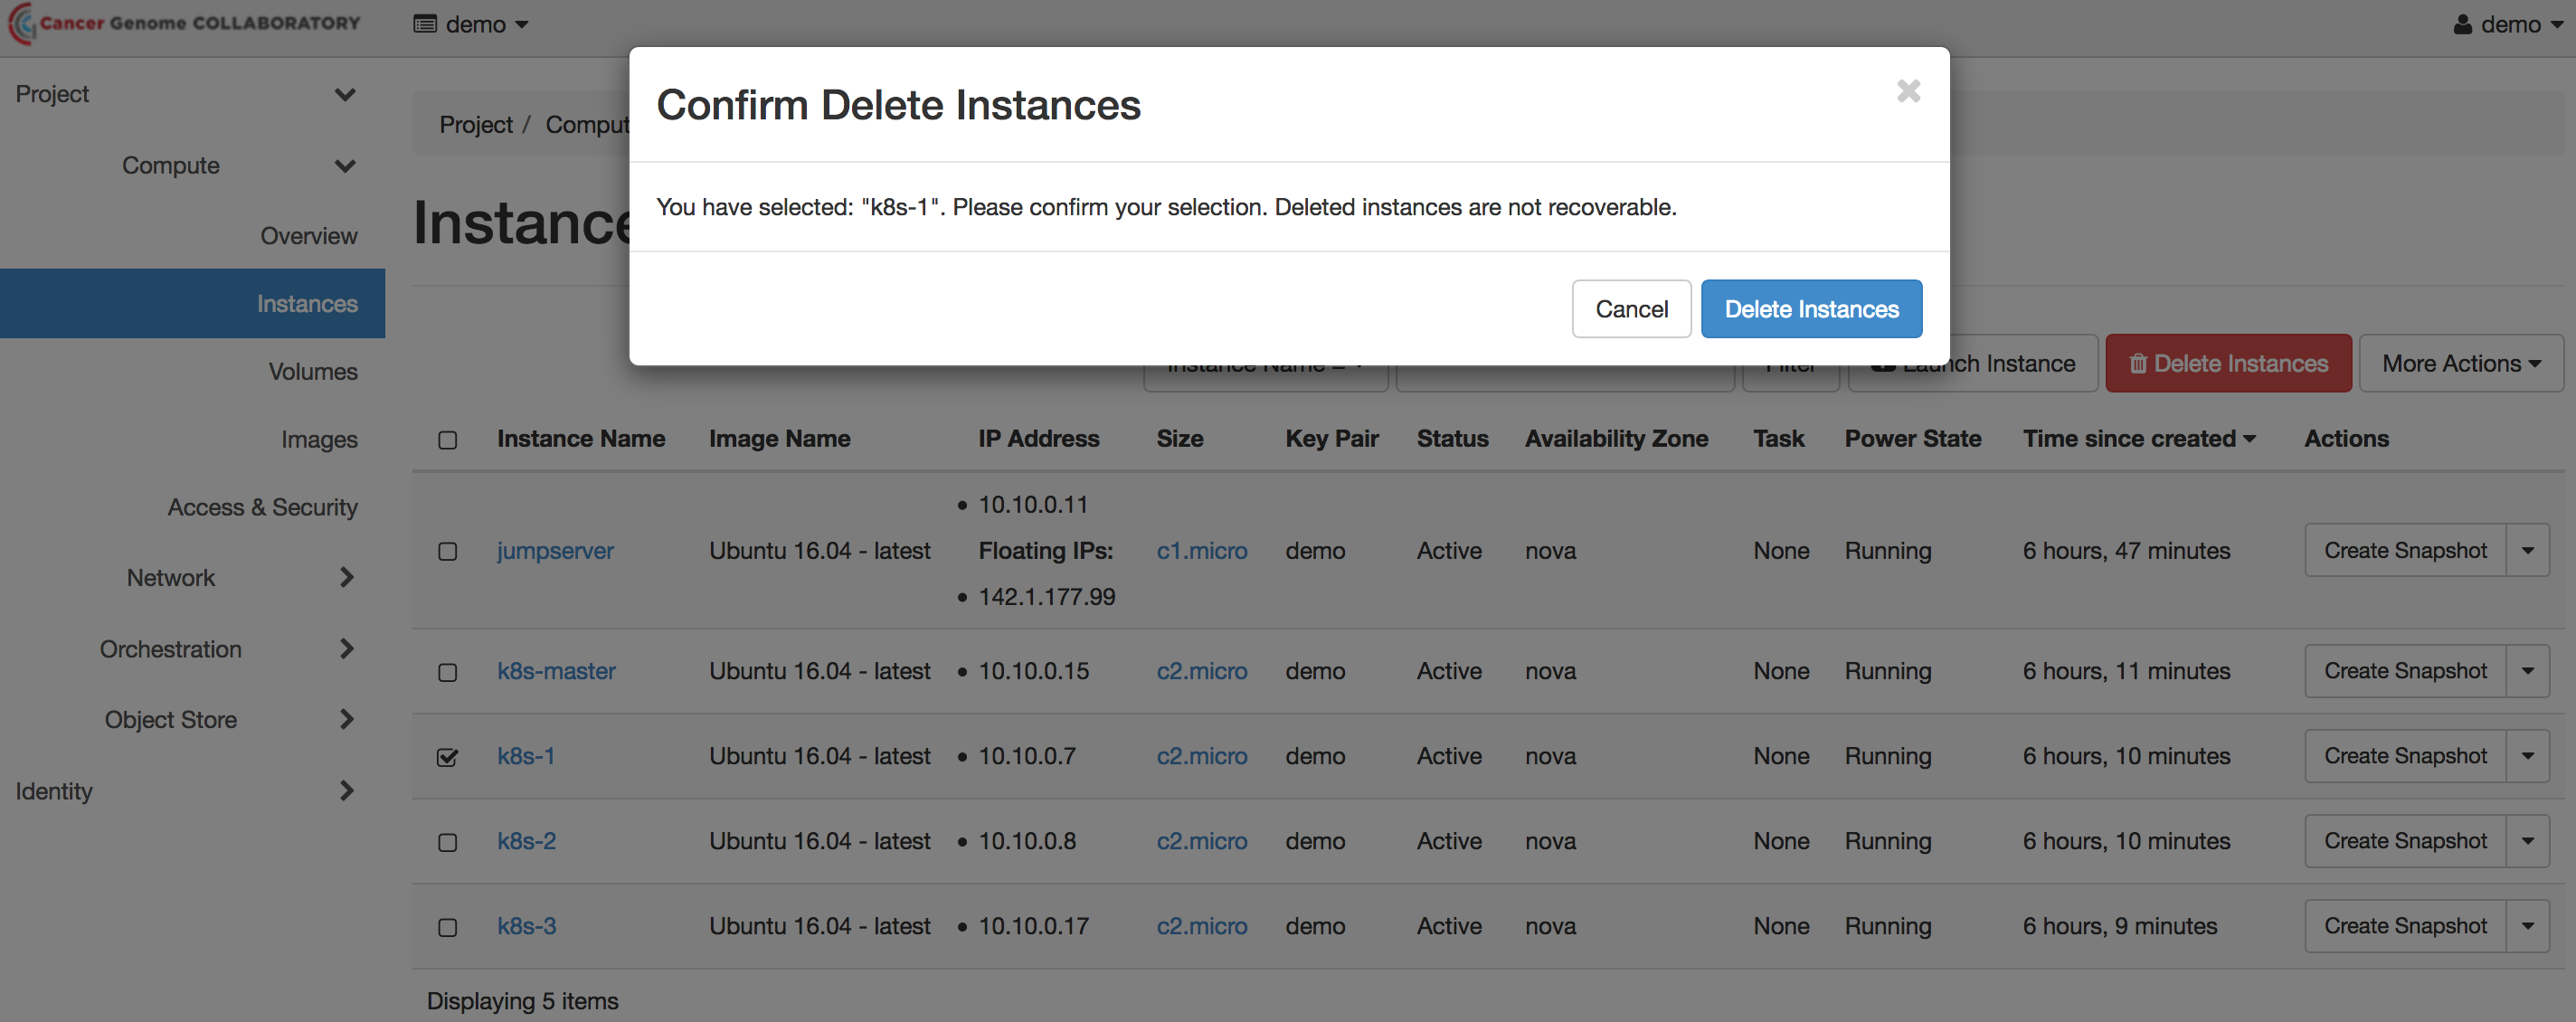 Cancer Genome COLLABORATORY
demo
demo
Confirm Delete Instances
You have selected: "k8s-1". Please confirm your selection. Deleted instances are not recoverable.
Cancel
Delete Instances
Project
Compute
Overview
Instances
Volumes
Images
Access & Security
Network
Orchestration
Object Store
Identity
Project / Comput
Instance
Instance Name =
Filter
Launch Instance
Delete Instances
More Actions
Instance Name Image Name IP Address Size Key Pair Status Availability Zone Task Power State Time since created Actions
10.10.0.11
jumpserver Ubuntu 16.04 - latest Floating IPs: c1.micro demo Active nova None Running 6 hours, 47 minutes Create Snapshot
142.1.177.99
k8s-master Ubuntu 16.04 - latest 10.10.0.15 c2.micro demo Active nova None Running 6 hours, 11 minutes Create Snapshot
k8s-1 Ubuntu 16.04 - latest 10.10.0.7 c2.micro demo Active nova None Running 6 hours, 10 minutes Create Snapshot
k8s-2 Ubuntu 16.04 - latest 10.10.0.8 c2.micro demo Active nova None Running 6 hours, 10 minutes Create Snapshot
k8s-3 Ubuntu 16.04 - latest 10.10.0.17 c2.micro demo Active nova None Running 6 hours, 9 minutes Create Snapshot
Displaying 5 items